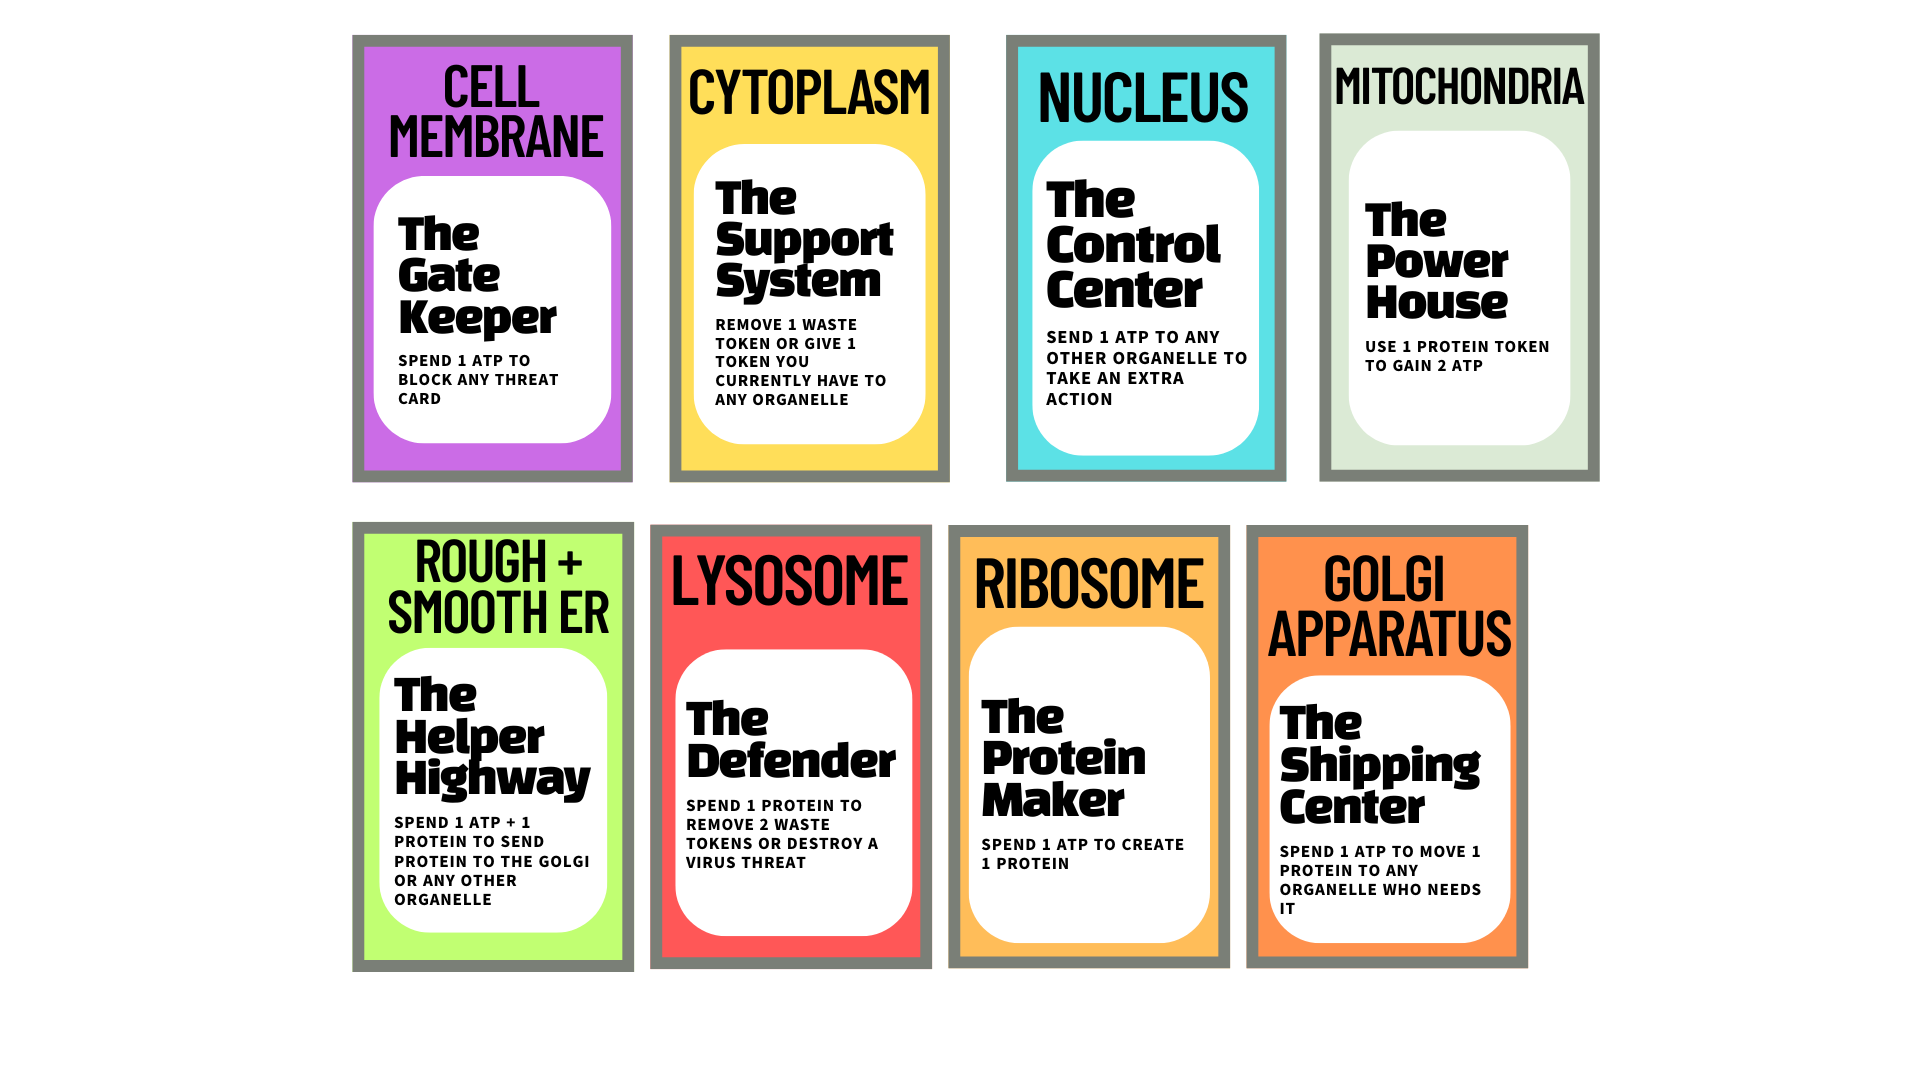 CELL
MEMBRANE
The
Gate
Keeper
SPEND 1 ATP TO
BLOCK ANY THREAT
CARD
CYTOPLASM
The
Support
System
REMOVE 1 WASTE
TOKEN OR GIVE 1
TOKEN YOU
CURRENTLY HAVE TO
ANY ORGANELLE
NUCLEUS
The
Control
Center
SEND 1 ATP TO ANY
OTHER ORGANELLE TO
TAKE AN EXTRA
ACTION
MITOCHONDRIA
The
Power
House
USE 1 PROTEIN TOKEN
TO GAIN 2 ATP
ROUGH +
SMOOTH ER
The
Helper
Highway
SPEND 1 ATP + 1
PROTEIN TO SEND
PROTEIN TO THE GOLGI
OR ANY OTHER
ORGANELLE
LYSOSOME
The
Defender
SPEND 1 PROTEIN TO
REMOVE 2 WASTE
TOKENS OR DESTROY A
VIRUS THREAT
RIBOSOME
The
Protein
Maker
SPEND 1 ATP TO CREATE
1 PROTEIN
GOLGI
APPARATUS
The
Shipping
Center
SPEND 1 ATP TO MOVE 1
PROTEIN TO ANY
ORGANELLE WHO NEEDS
IT